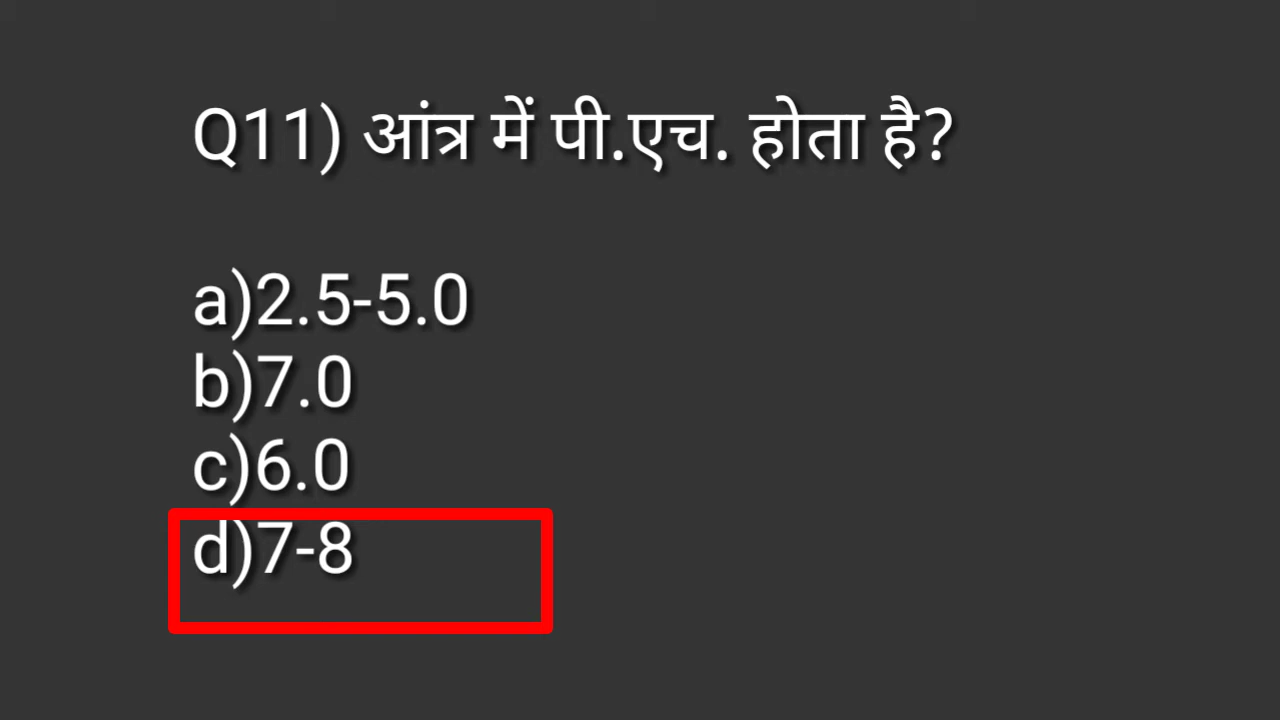 Q11) आंत्र में पी.एच. होता है?
a)2.5-5.0
b)7.0
c)6.0
d)7-8